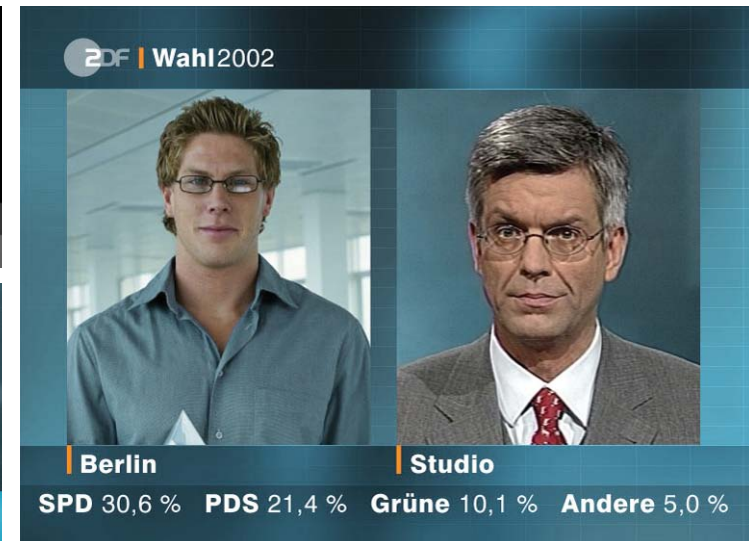 ZDF Wahl2002
Berlin Studio
SPD 30,6 % PDS 21,4 % Grüne 10,1 % Andere 5,0 %